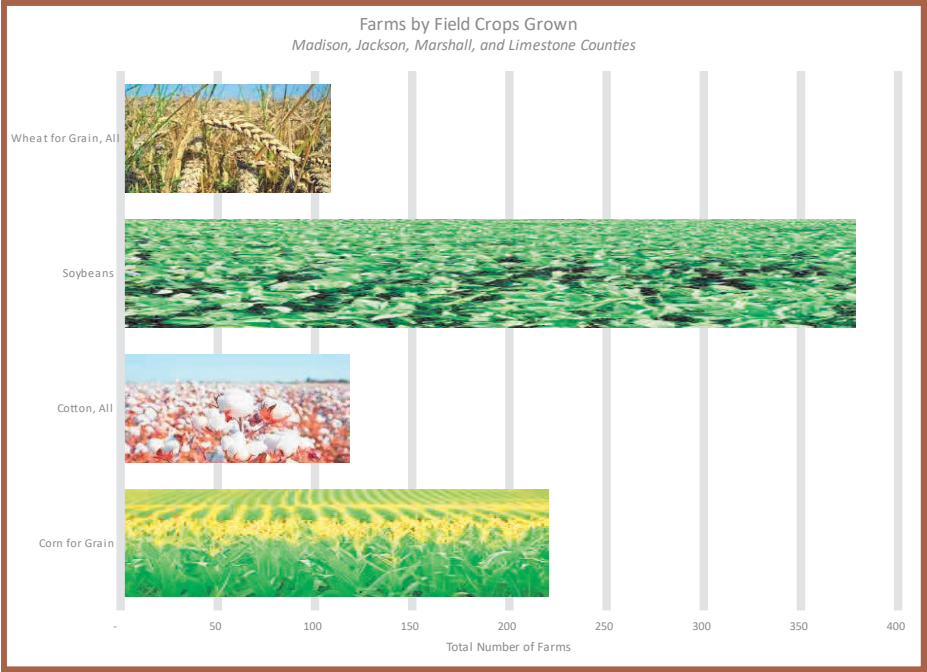 Farms by Field Crops Grown
Madison, Jackson, Marshall, and Limestone Counties
Wheat for Grain, All
Soybeans
Cotton, All
Corn for Grain
- 50 100 150 200 250 300 350 400
Total Number of Farms